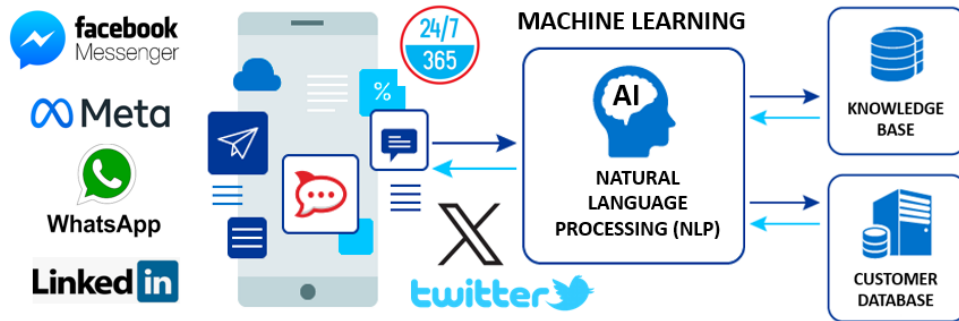 facebook
Messenger
Meta
WhatsApp
Linked in
24/7
365
%
X
twitter
MACHINE LEARNING
AI
NATURAL
LANGUAGE
PROCESSING (NLP)
KNOWLEDGE
BASE
CUSTOMER
DATABASE